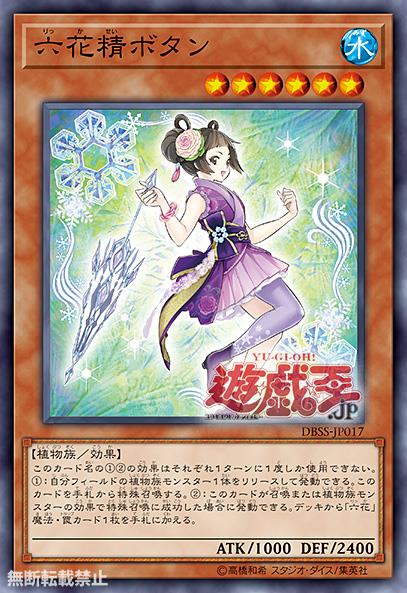 六花精ボタン
りっかせい
水
YU-GI-OH!
遊戯王
.JP
DBSS-JP017
【植物族／効果】
このカード名の①②の効果はそれぞれ１ターンに１度しか使用できない。
①：自分フィールドの植物族モンスター１体をリリースして発動できる。この
カードを手札から特殊召喚する。②：このカードが召喚または植物族モン
スターの効果で特殊召喚に成功した場合に発動できる。デッキから「六花」
魔法・罠カード１枚を手札に加える。
ATK/1000 DEF/2400
無断転載禁止
©高橋和希 スタジオ・ダイス/集英社